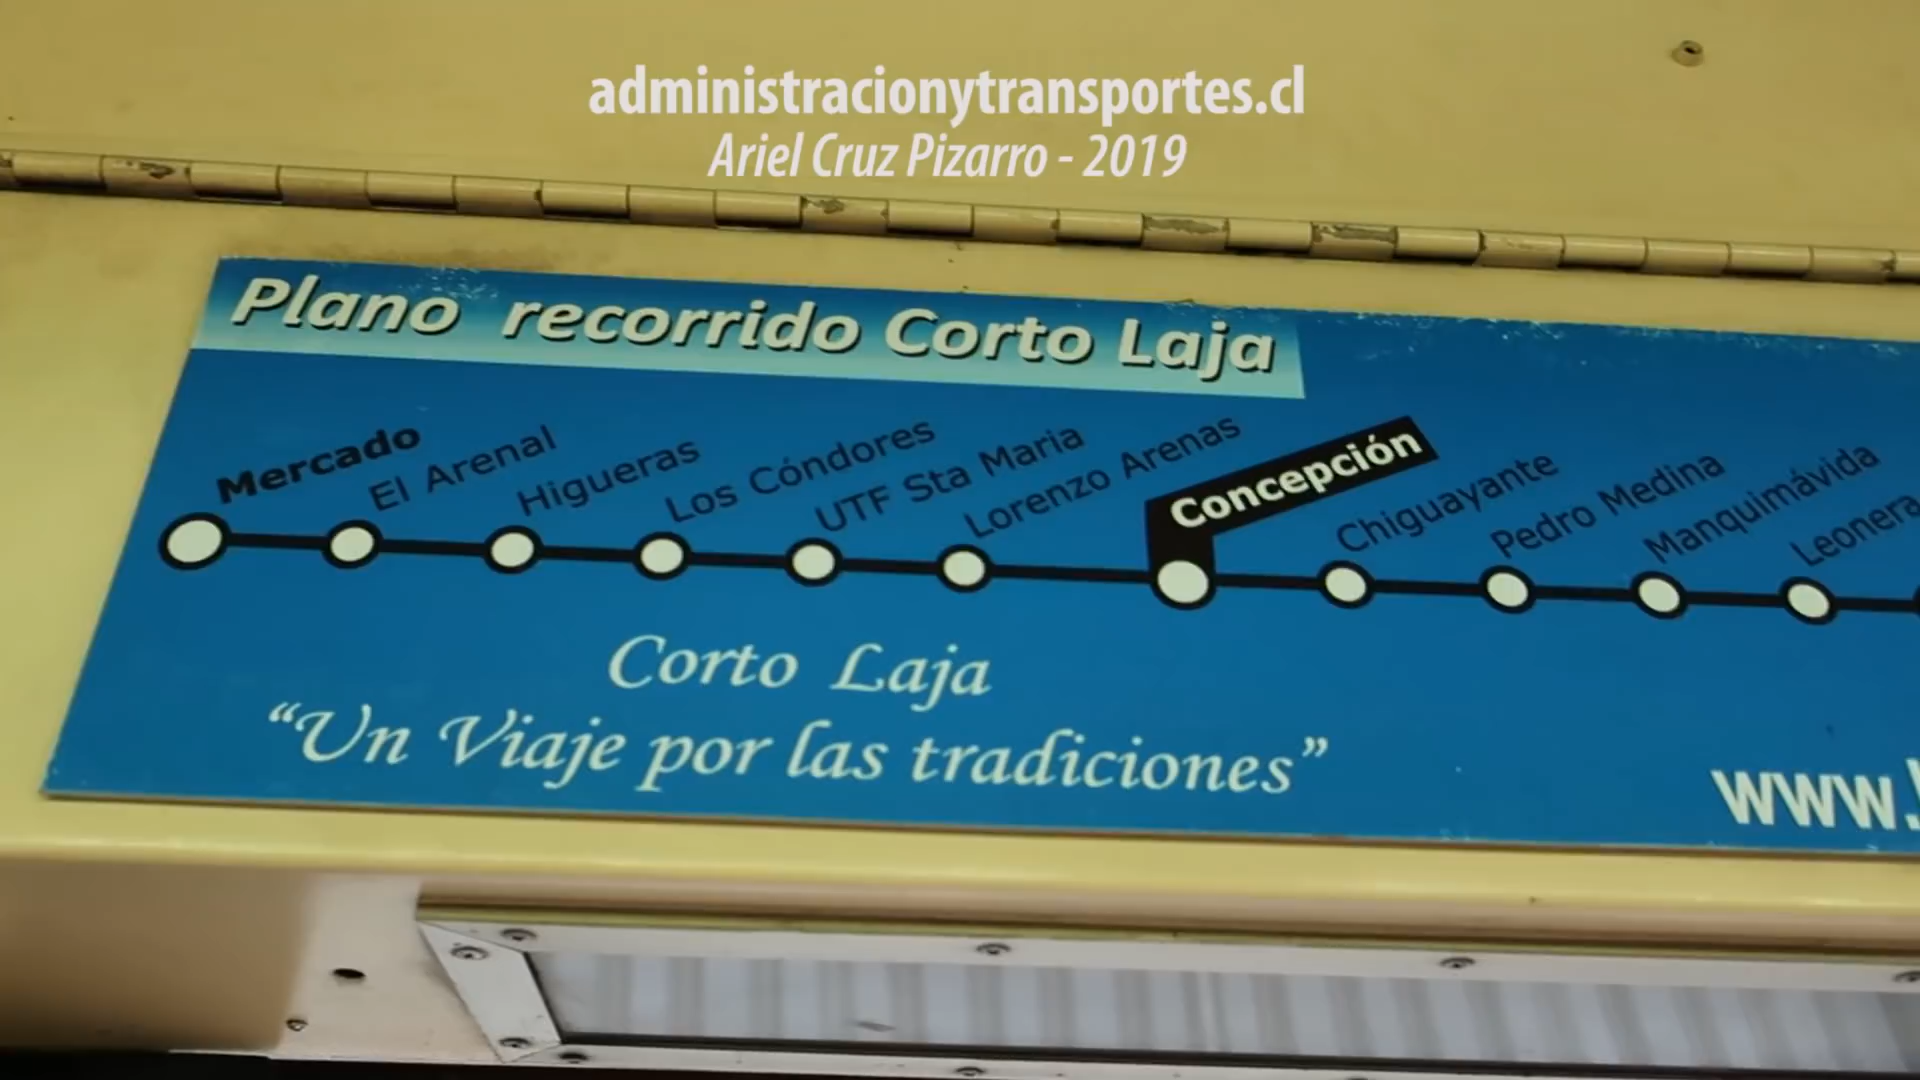 administracionytransportes.cl
Ariel Cruz Pizarro - 2019
Plano recorrido Corto Laja
Mercado
El Arenal
Higueras
Los Cóndores
UTF Sta Maria
Lorenzo Arenas
Concepción
Chiguayante
Pedro Medina
Manquimávida
Leonera
Corto Laja
“Un Viaje por las tradiciones”
www.